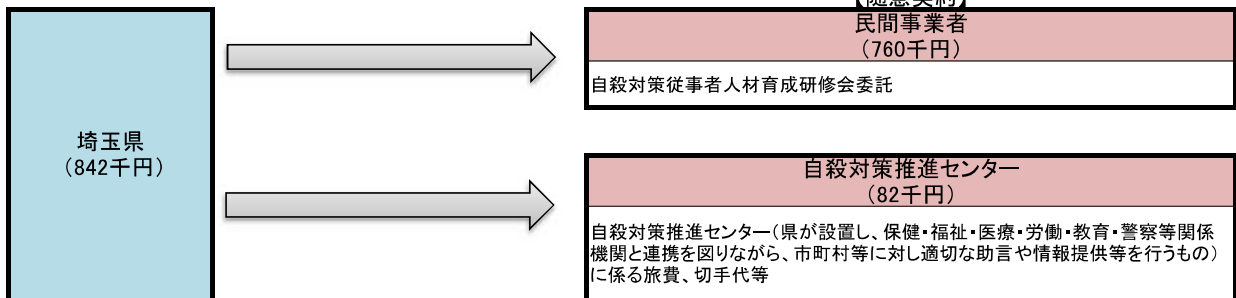 【随意契約】
民間事業者
(760千円)
自殺対策従事者人材育成研修会委託
埼玉県
(842千円)
自殺対策推進センター
(82千円)
自殺対策推進センター(県が設置し、保健・福祉・医療・労働・教育・警察等関係
機関と連携を図りながら、市町村等に対し適切な助言や情報提供等を行うもの)
に係る旅費、切手代等